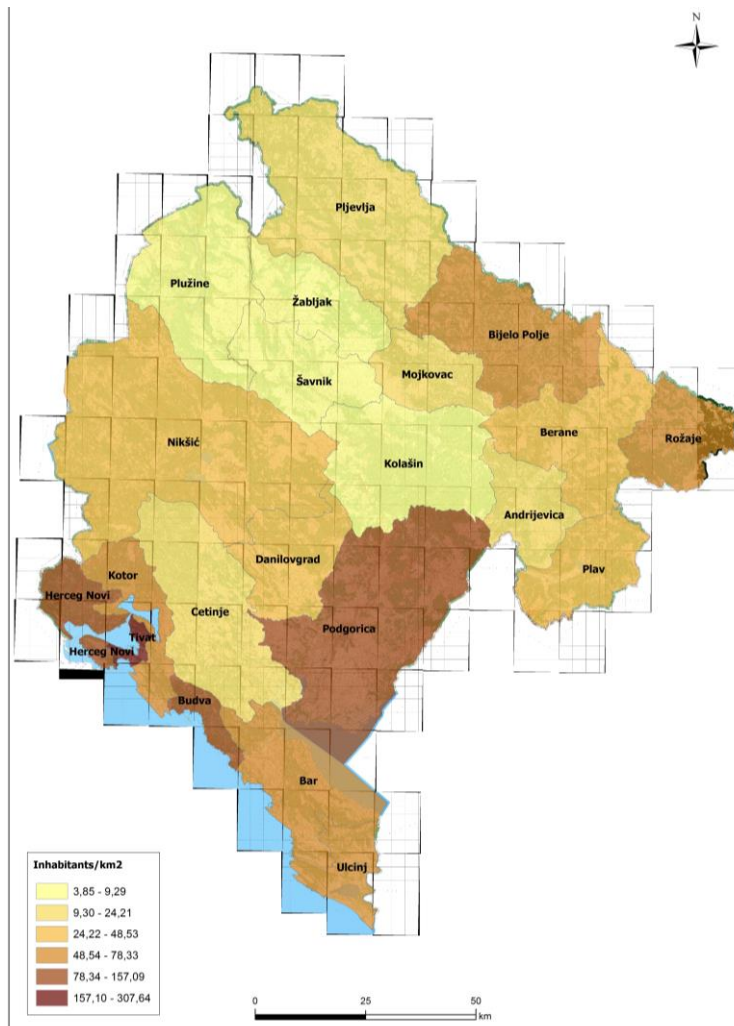 N
Pljevlja
Plužine
Žabljak
Bijelo Polje
Šavnik
Mojkovac
Nikšić
Berane
Rožaje
Kolašin
Andrijevica
Danilovgrad
Plav
Kotor
Herceg Novi
Cetinje
Podgorica
Tivat
Herceg Novi
Budva
Bar
Ulcinj
Inhabitants/km2
3,85 - 9,29
9,30 - 24,21
24,22 - 48,53
48,54 - 78,33
78,34 - 157,09
157,10 - 307,64
0 25 50
km